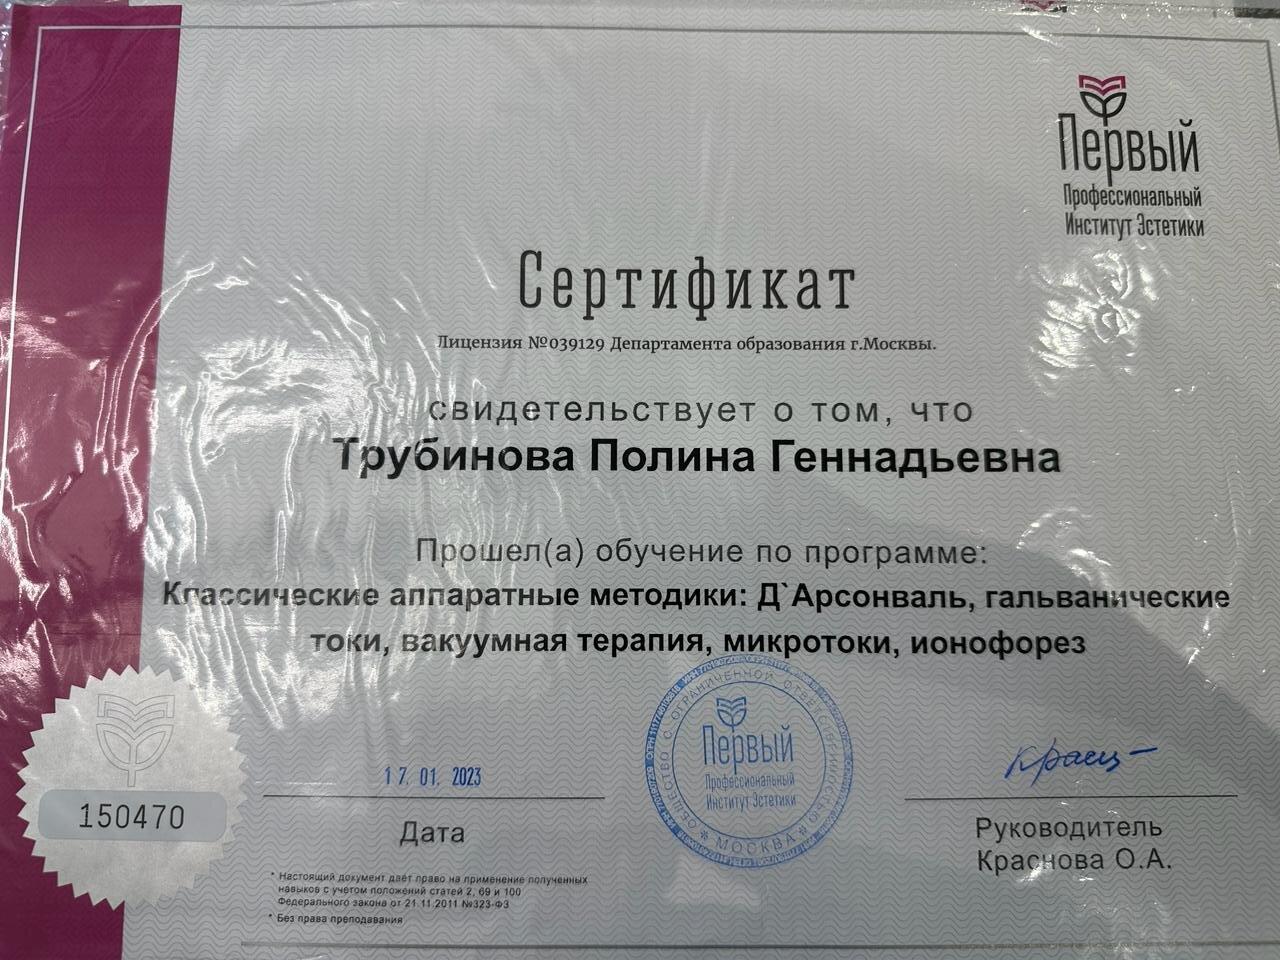 Первый
Профессиональный
Институт Эстетики
Сертификат
Лицензия №039129 Департамента образования г.Москвы.
свидетельствует о том, что
Трубинова Полина Геннадьевна
Прошел(а) обучение по программе:
Классические аппаратные методики: Д`Арсонваль, гальванические
токи, вакуумная терапия, микротоки, ионофорез
17. 01. 2023
Дата
150470
* Настоящий документ даёт право на применение полученных
навыков с учетом положений статей 2, 69 и 100
Федерального закона от 21.11.2011 №323-ФЗ
* Без права преподавания
ОБЩЕСТВО С ОГРАНИЧЕННОЙ ОТВЕТСТВЕННОСТЬЮ
Первый
Профессиональный
Институт Эстетики
* МОСКВА *
Руководитель
Краснова О.А.